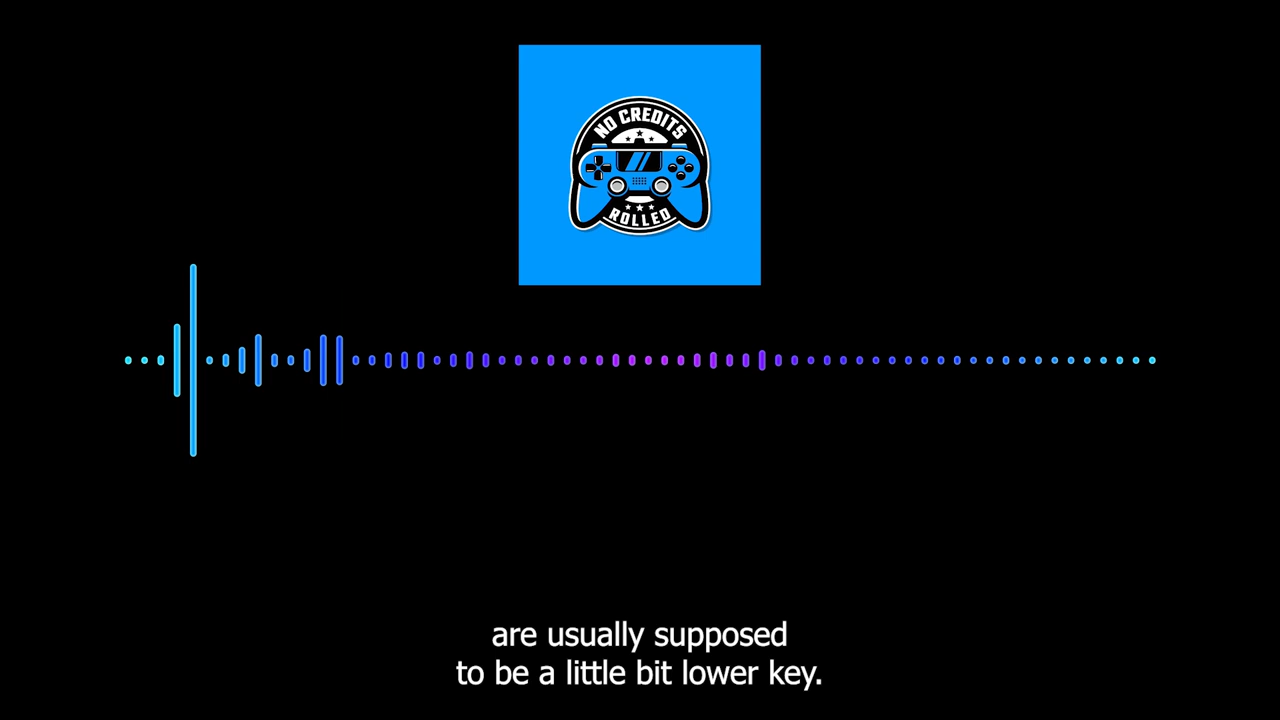 NO CREDITS
ROLLED
are usually supposed
to be a little bit lower key.